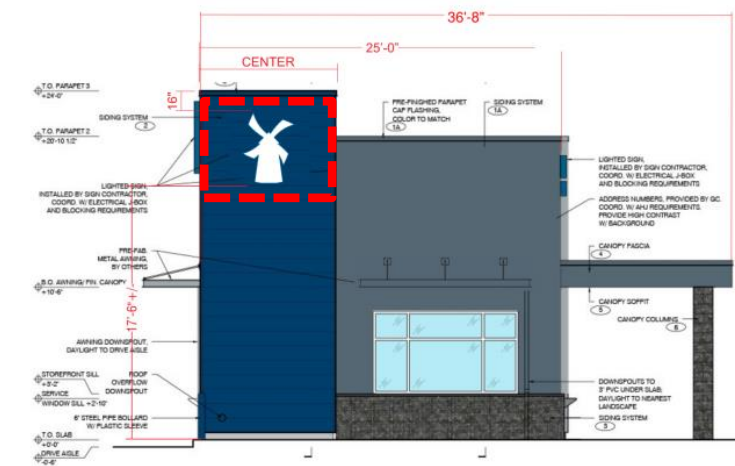 36'-8"
25'-0"
CENTER
T.O. PARAPET 3
+24'-0"
16"
SIDING SYSTEM
2
T.O. PARAPET 2
+20'-10 1/2"
PRE-FINISHED PARAPET
CAP FLASHING,
COLOR TO MATCH
1A
SIDING SYSTEM
1A
LIGHTED SIGN,
INSTALLED BY SIGN CONTRACTOR,
COORD. W/ ELECTRICAL J-BOX
AND BLOCKING REQUIREMENTS
LIGHTED SIGN,
INSTALLED BY SIGN CONTRACTOR,
COORD. W/ ELECTRICAL J-BOX
AND BLOCKING REQUIREMENTS
ADDRESS NUMBERS, PROVIDED BY GC.
COORD. W/ AHJ REQUIREMENTS.
PROVIDE HIGH CONTRAST
W/ BACKGROUND
PRE-FAB.
METAL AWNING,
BY OTHERS
CANOPY FASCIA
4
B.O. AWNING/ FIN. CANOPY
+10'-6"
17'-6"+/-
CANOPY SOFFIT
5
CANOPY COLUMNS
6
AWNING DOWNSPOUT,
DAYLIGHT TO DRIVE AISLE
STOREFRONT SILL
+3'-2"
SERVICE
WINDOW SILL +2'-10"
ROOF
OVERFLOW
DOWNSPOUT
6" STEEL PIPE BOLLARD
W/ PLASTIC SLEEVE
DOWNSPOUTS TO
3" PVC UNDER SLAB;
DAYLIGHT TO NEAREST
LANDSCAPE
SIDING SYSTEM
3
T.O. SLAB
+0'-0"
DRIVE AISLE
-0'-6"